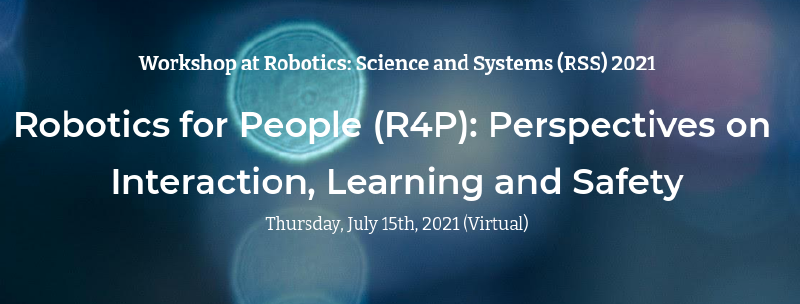 Workshop at Robotics: Science and Systems (RSS) 2021
Robotics for People (R4P): Perspectives on
Interaction, Learning and Safety
Thursday, July 15th, 2021 (Virtual)